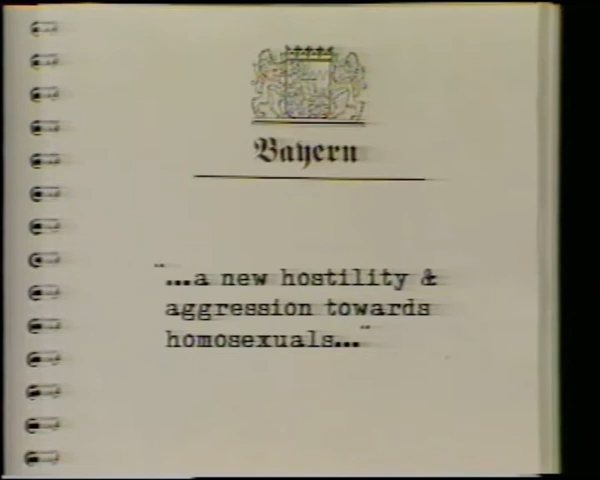 Bayern
"...a new hostility &
aggression towards
homosexuals..."